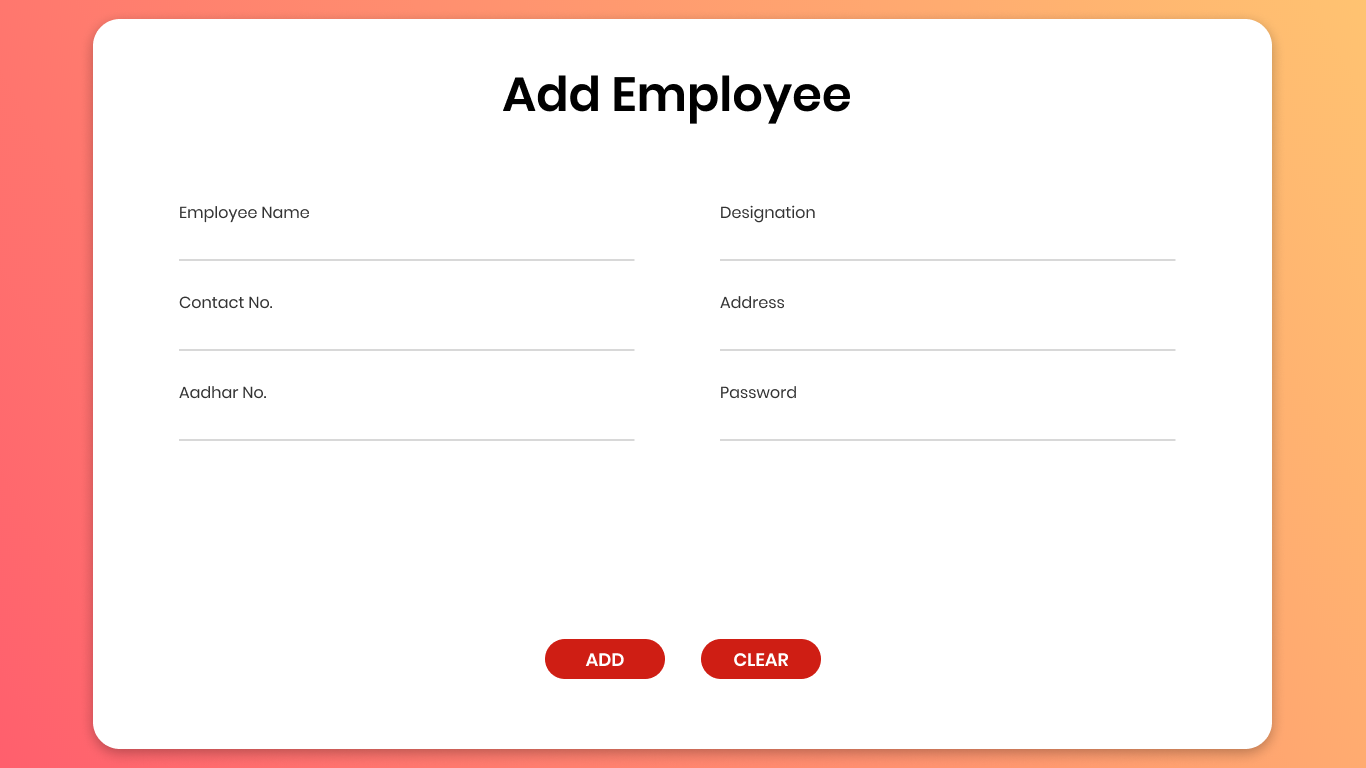 Add Employee
Employee Name
Designation
Contact No.
Address
Aadhar No.
Password
ADD
CLEAR